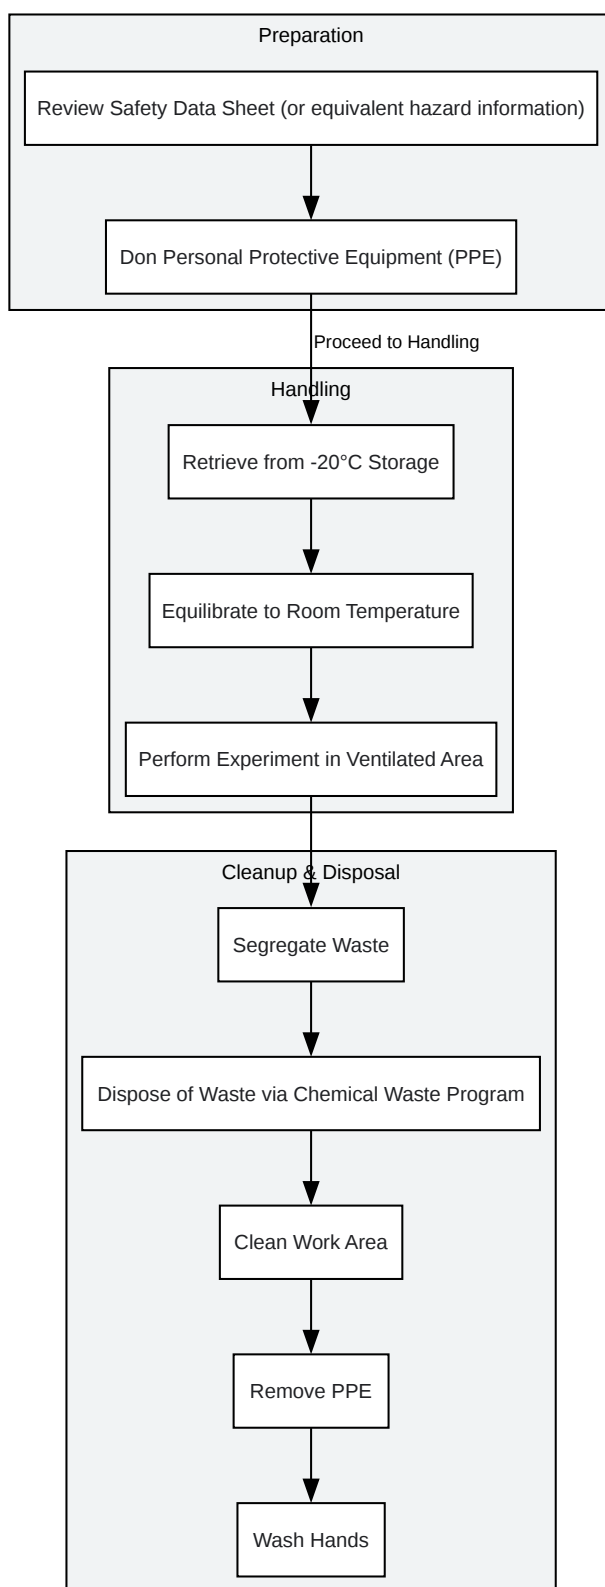 Preparation
Review Safety Data Sheet (or equivalent hazard information)
Don Personal Protective Equipment (PPE)
Proceed to Handling
Handling
Retrieve from -20°C Storage
Equilibrate to Room Temperature
Perform Experiment in Ventilated Area
Cleanup & Disposal
Segregate Waste
Dispose of Waste via Chemical Waste Program
Clean Work Area
Remove PPE
Wash Hands